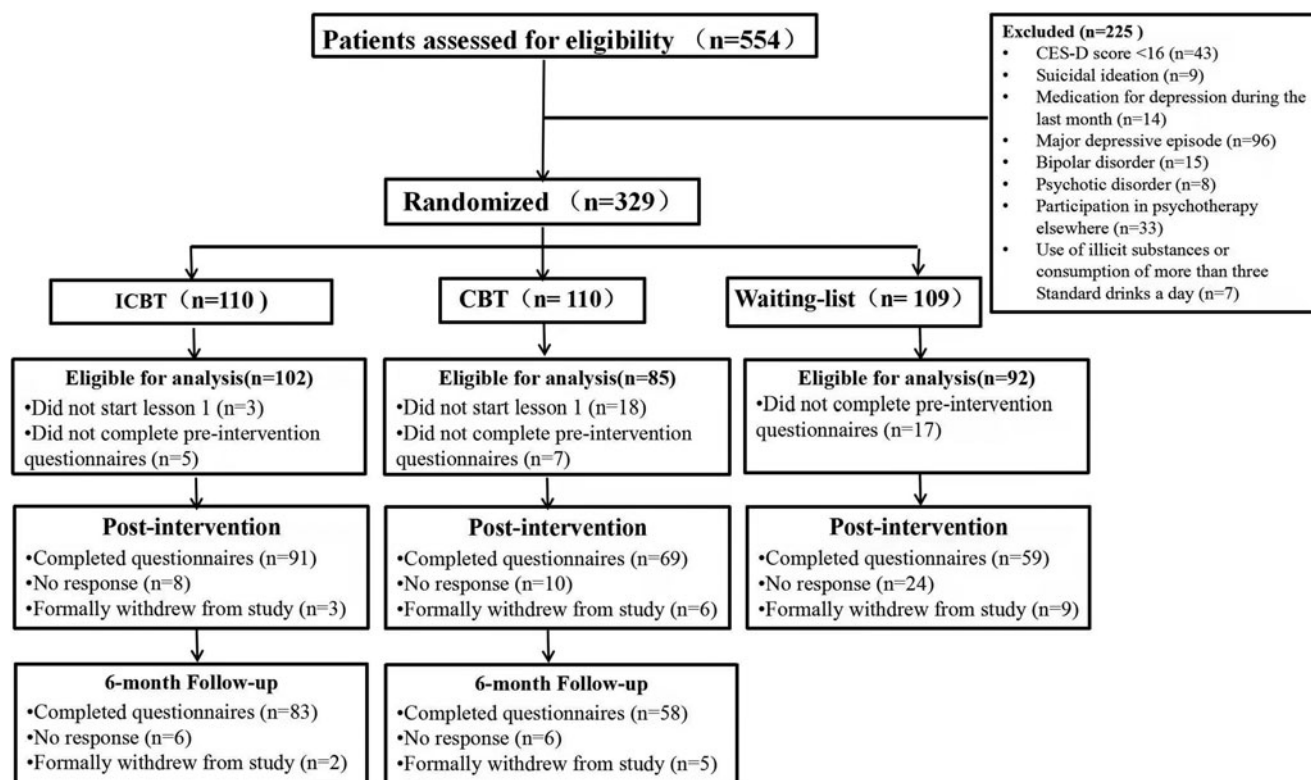 Patients assessed for eligibility （n=554）
Excluded (n=225 )
• CES-D score <16 (n=43)
• Suicidal ideation (n=9)
• Medication for depression during the
last month (n=14)
• Major depressive episode (n=96)
• Bipolar disorder (n=15)
• Psychotic disorder (n=8)
• Participation in psychotherapy
elsewhere (n=33)
• Use of illicit substances or
consumption of more than three
Standard drinks a day (n=7)
Randomized （n=329）
ICBT（n=110 ）
CBT（n= 110）
Waiting-list（n= 109）
Eligible for analysis(n=102)
•Did not start lesson 1 (n=3)
•Did not complete pre-intervention
questionnaires (n=5)
Eligible for analysis(n=85)
•Did not start lesson 1 (n=18)
•Did not complete pre-intervention
questionnaires (n=7)
Eligible for analysis(n=92)
•Did not complete pre-intervention
questionnaires (n=17)
Post-intervention
•Completed questionnaires (n=91)
•No response (n=8)
•Formally withdrew from study (n=3)
Post-intervention
•Completed questionnaires (n=69)
•No response (n=10)
•Formally withdrew from study (n=6)
Post-intervention
•Completed questionnaires (n=59)
•No response (n=24)
•Formally withdrew from study (n=9)
6-month Follow-up
•Completed questionnaires (n=83)
•No response (n=6)
•Formally withdrew from study (n=2)
6-month Follow-up
•Completed questionnaires (n=58)
•No response (n=6)
•Formally withdrew from study (n=5)